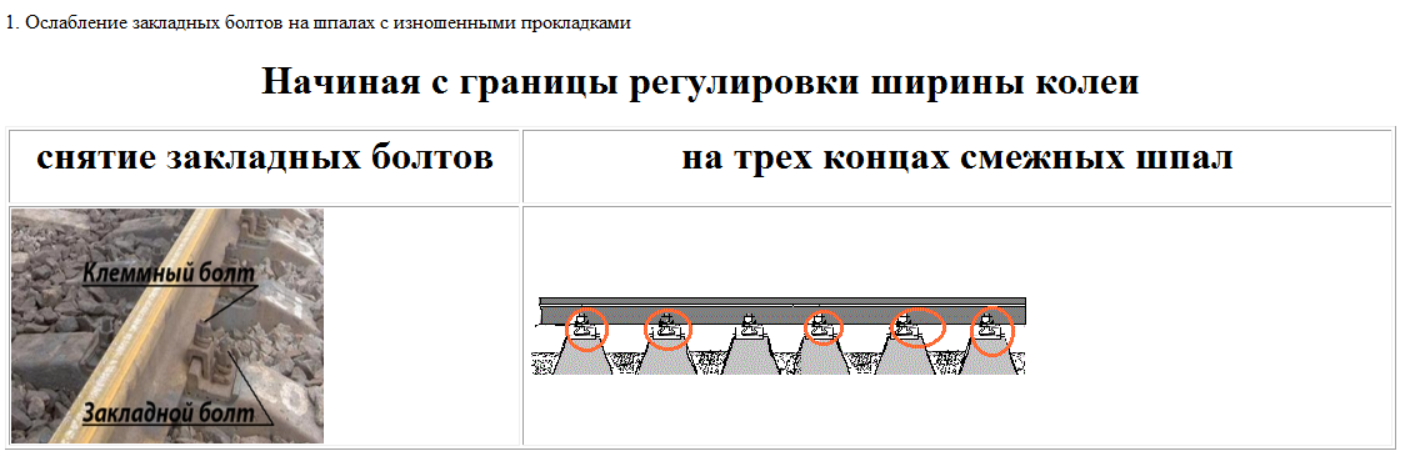 1. Ослабление закладных болтов на шпалах с изношенными прокладками
Начиная с границы регулировки ширины колеи
снятие закладных болтов
на трех концах смежных шпал
Клеммный болт
Закладной болт